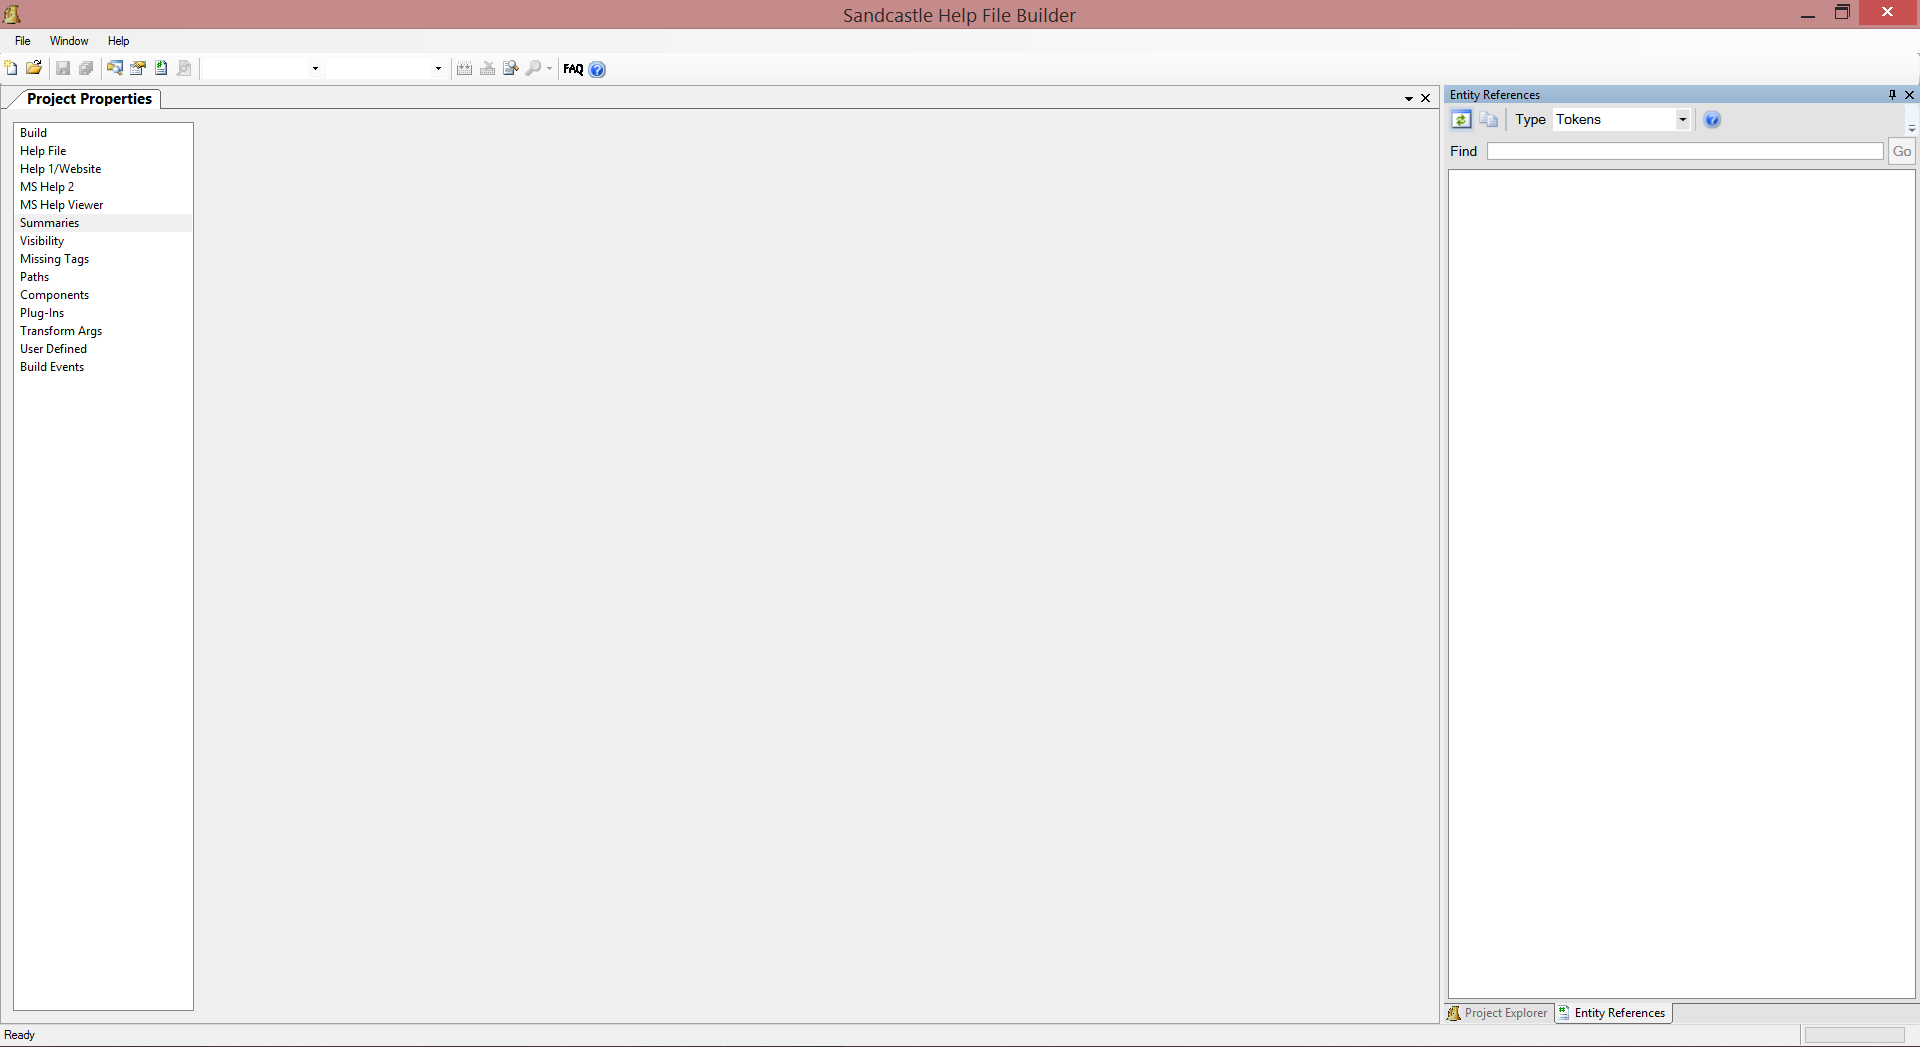 Sandcastle Help File Builder
File Window Help
FAQ
Project Properties
Build
Help File
Help 1/Website
MS Help 2
MS Help Viewer
Summaries
Visibility
Missing Tags
Paths
Components
Plug-Ins
Transform Args
User Defined
Build Events
Entity References
Type Tokens
Find Go
Project Explorer Entity References
Ready